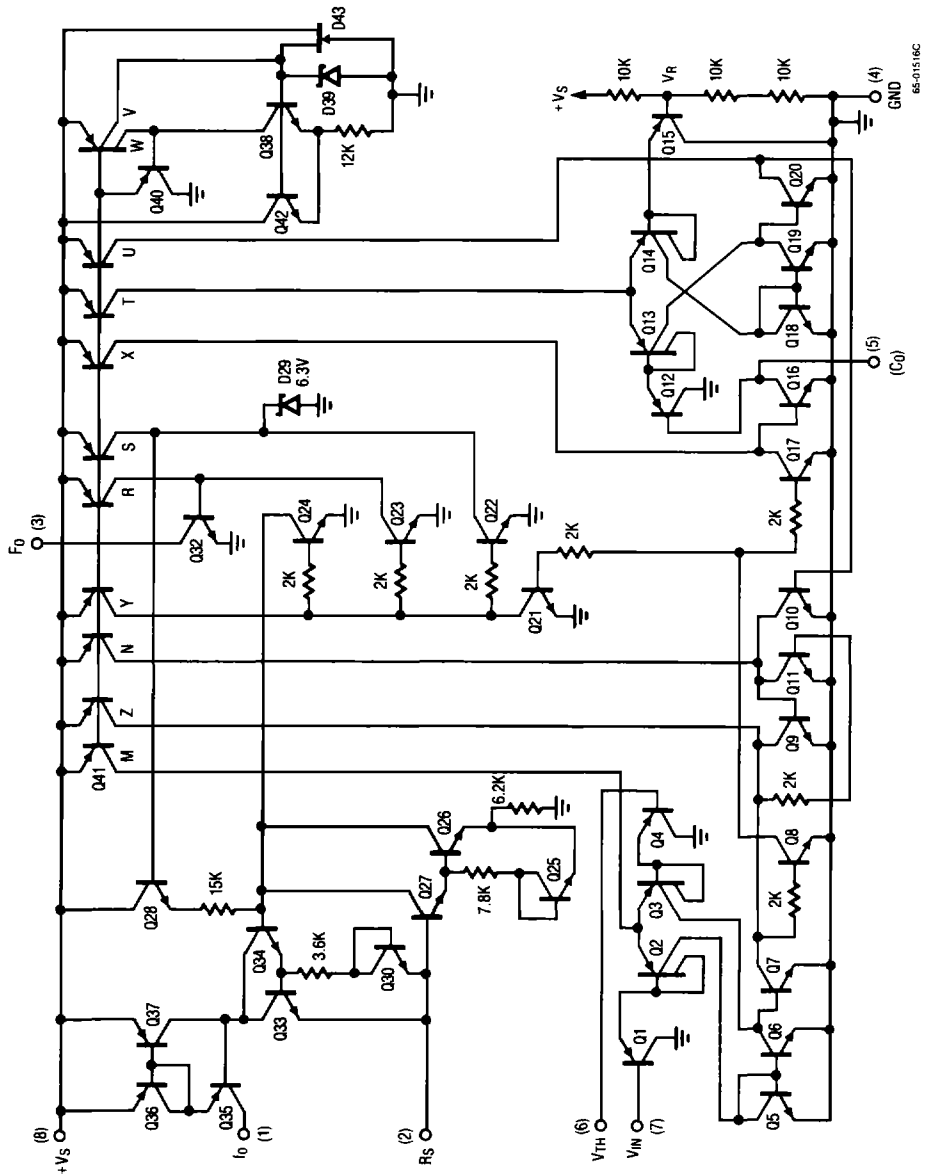 +VS
(8)
Q36
Q37
Q35
IO
(1)
Q28
15K
Q34
Q33
3.6K
Q30
RS
(2)
Q27
Q26
7.8K
Q25
6.2K
Q41
M
Z
N
Y
R
S
X
T
U
W
V
FO
(3)
Q32
Q40
Q42
Q38
12K
D39
D43
D29
6.3V
Q24
2K
Q23
2K
Q22
2K
Q21
2K
VTH
(6)
VIN
(7)
Q1
Q2
Q3
Q4
Q5
Q6
Q7
2K
Q8
2K
Q9
Q11
Q10
2K
Q17
Q16
(5)
(CO)
Q12
Q13
Q14
Q18
Q19
Q20
Q15
+VS
10K
VR
10K
10K
(4)
GND
65-01516C